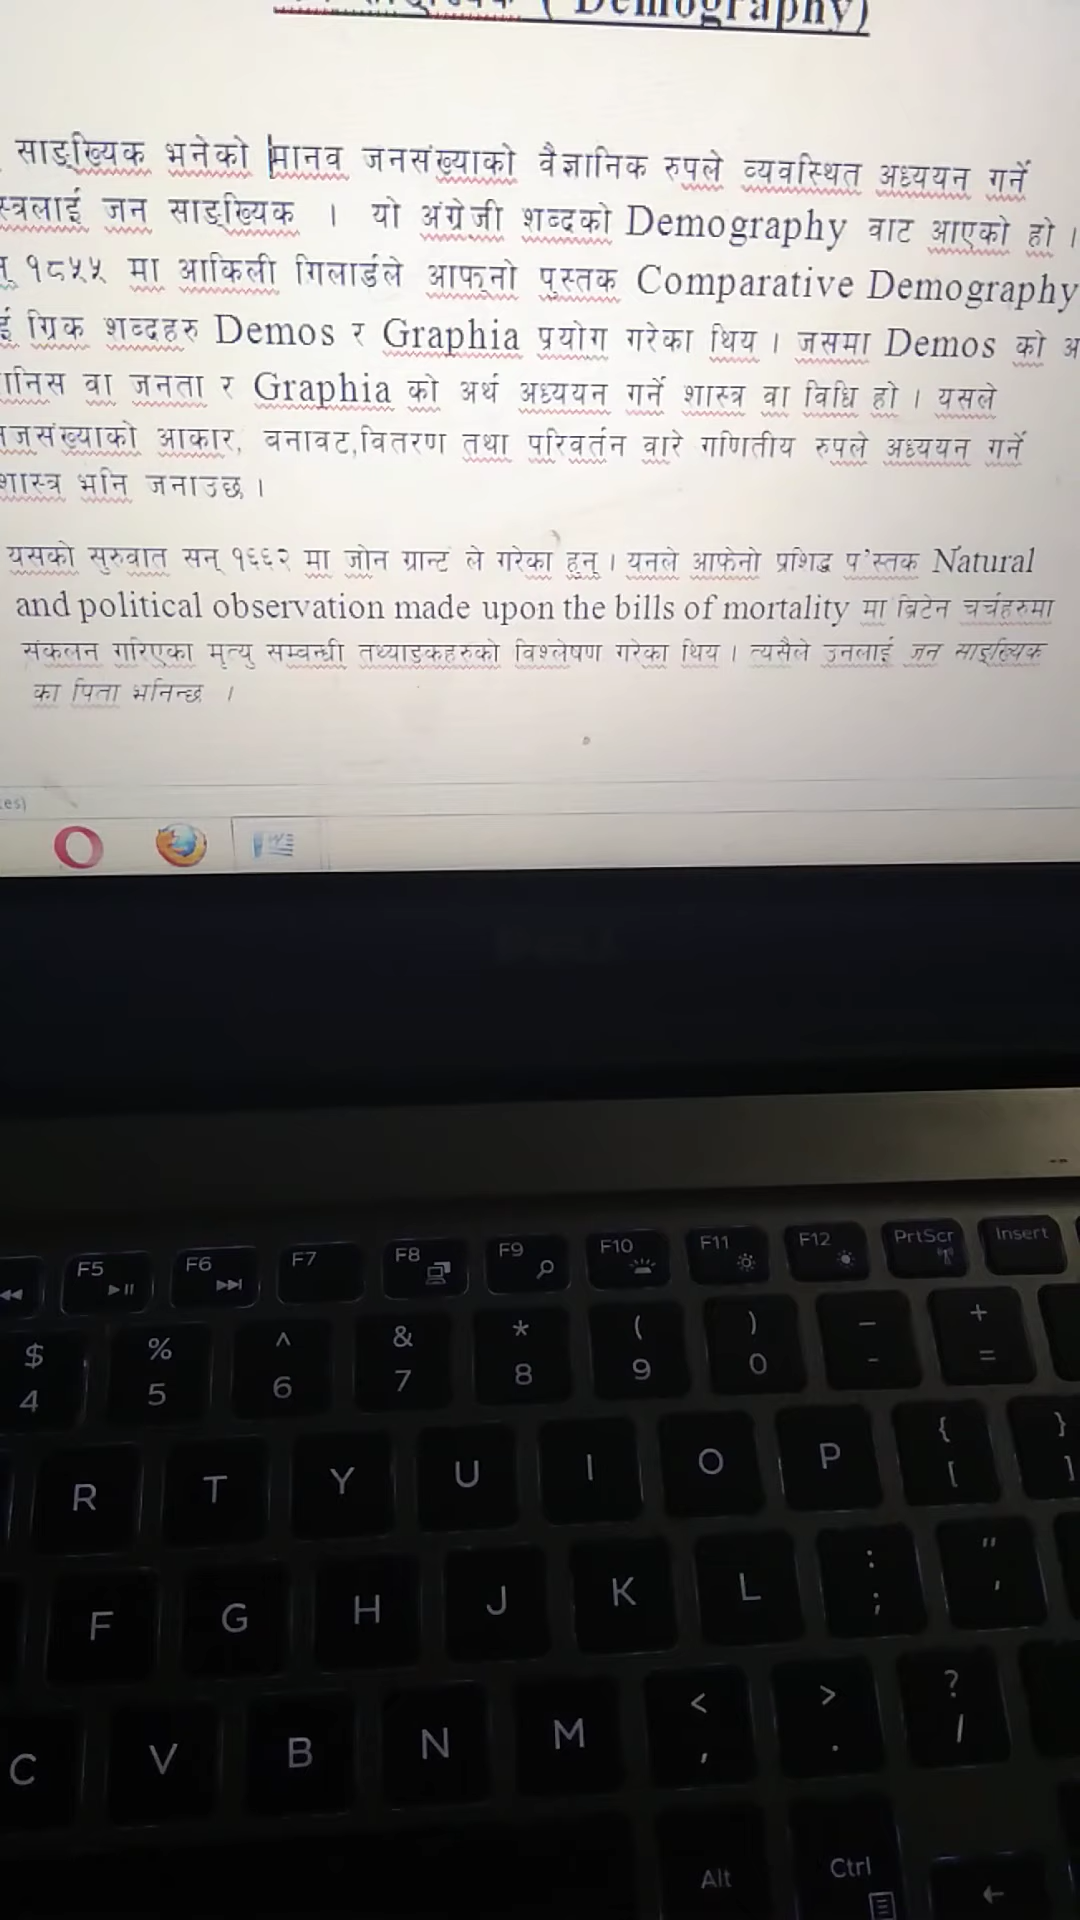 Demography)
साङ्ख्यिक भनेको मानव जनसंख्याको वैज्ञानिक रुपले व्यवस्थित अध्ययन गर्ने
स्त्रलाई जन साङ्ख्यिक । यो अंग्रेजी शब्दको Demography वाट आएको हो ।
१८५५ मा आकिली गिलार्डले आफ्नो पुस्तक Comparative Demography
ग्रिक शब्दहरु Demos र Graphia प्रयोग गरेका थिय । जसमा Demos को
वा जनता र Graphia को अर्थ अध्ययन गर्ने शास्त्र वा विधि हो । यसले
आकार, वनावट,वितरण तथा परिवर्तन वारे गणितीय रुपले अध्ययन गर्ने
शास्त्र भनि जनाउछ ।
यसको सुरुवात सन् १६६२ मा जोन ग्रान्ट ले गरेका हुन् । यनले आफेनो प्रशिद्ध प'स्तक Natural
and political observation made upon the bills of mortality मा ब्रिटेन चर्चहरुमा
संकलन गरिएका मृत्यु सम्वन्धी तथ्याङकहरुको विश्लेषण गरेका थिय । त्यसैले उनलाई जन साङ्ख्यिक
का पिता भनिन्छ ।
F5
F6
F7
F8
F9
F10
F11
F12
PrtScr
Insert
$ % ^ & * ( ) _ +
4 5 6 7 8 9 0 - =
R T Y U I O P { [ } ]
F G H J K L : ; " '
C V B N M < , > . ? /
Alt Ctrl